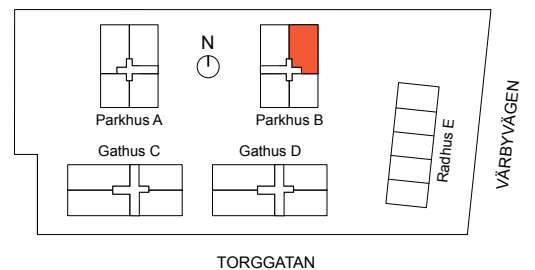 N
Parkhus A
Parkhus B
Gathus C
Gathus D
Radhus E
VÄRBYVÄGEN
TORGGATAN